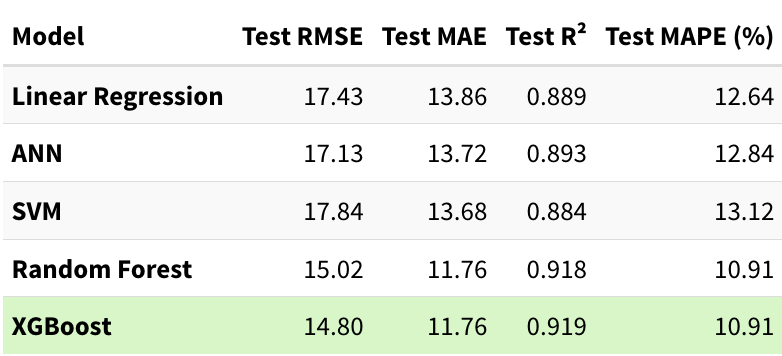 Model Test RMSE Test MAE Test R² Test MAPE (%)
Linear Regression 17.43 13.86 0.889 12.64
ANN 17.13 13.72 0.893 12.84
SVM 17.84 13.68 0.884 13.12
Random Forest 15.02 11.76 0.918 10.91
XGBoost 14.80 11.76 0.919 10.91